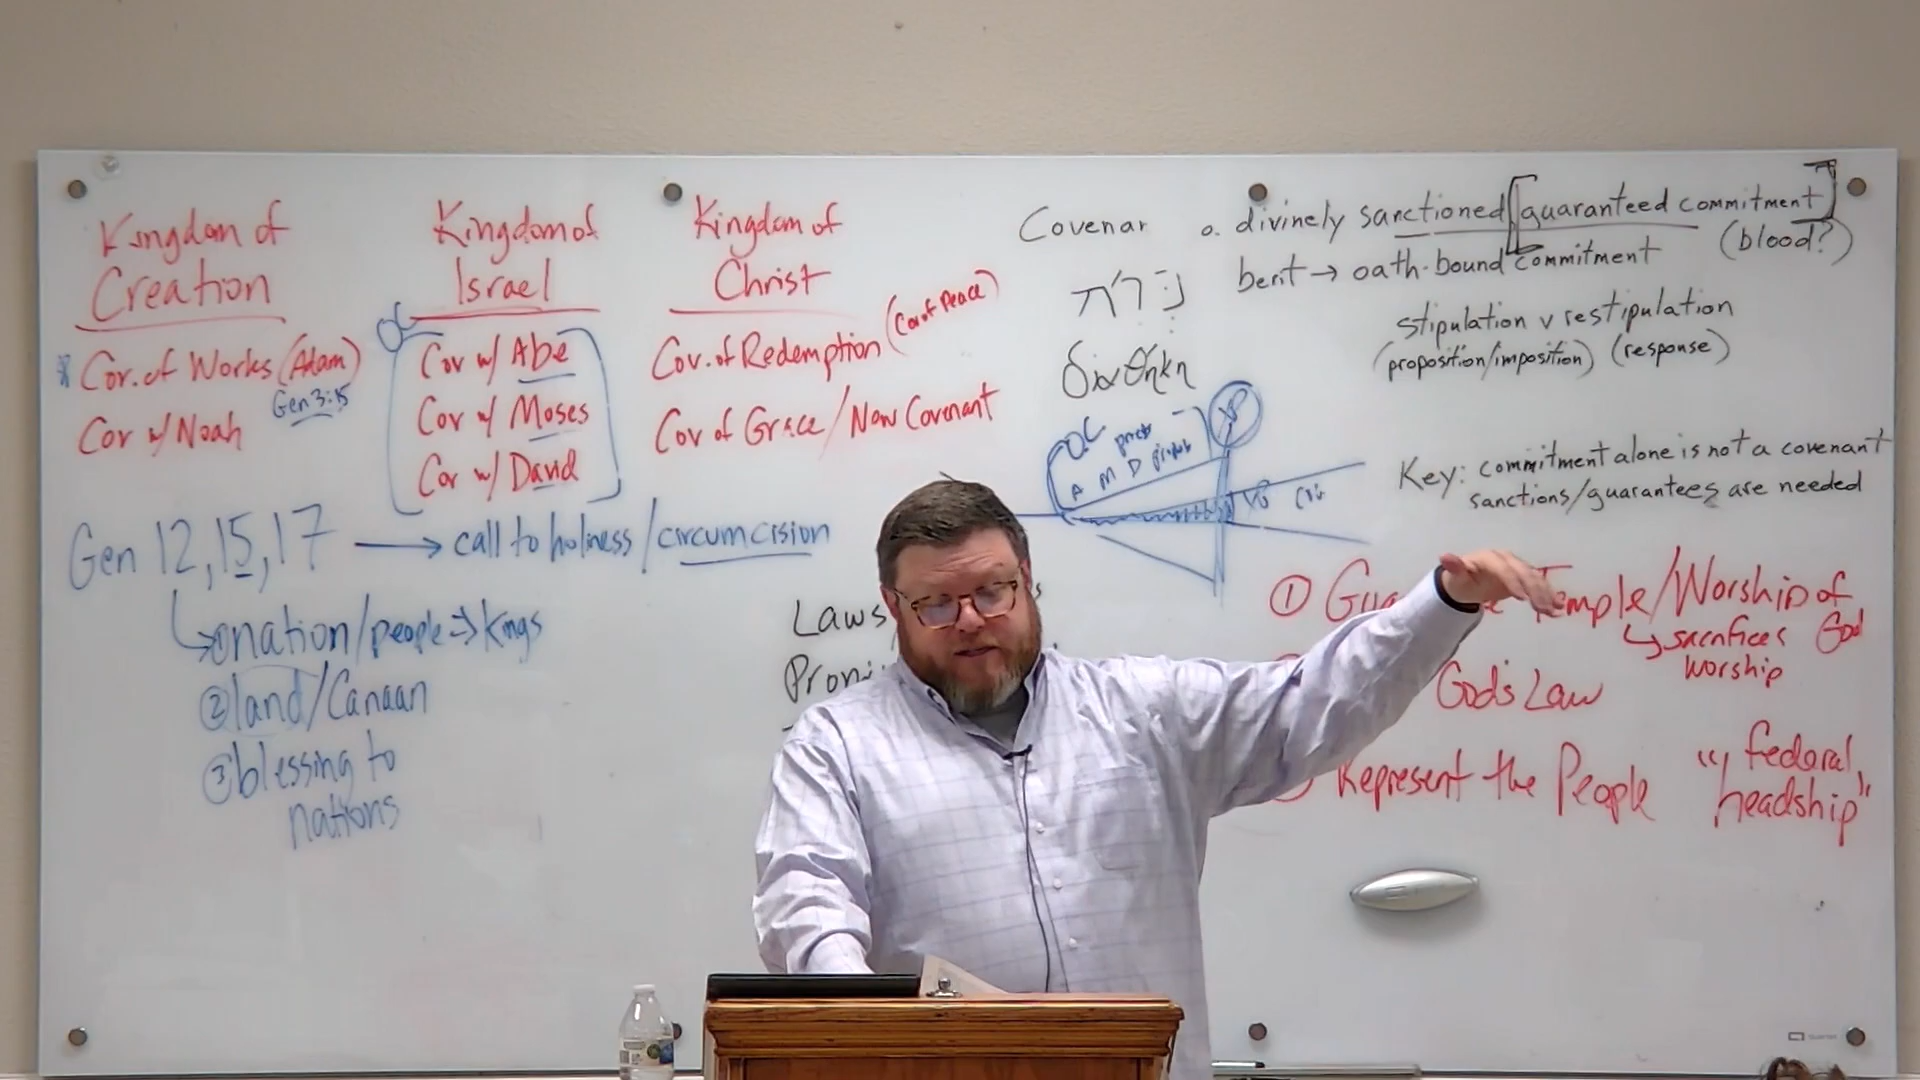 Kingdom of
Creation
Cov. of Works (Adam)
Gen 3:15
Cov w/ Noah
Kingdom of
Israel
OC
Cov w/ Abe
Cov w/ Moses
Cov w/ David
Kingdom of
Christ
Cov. of Redemption (Cov of Peace)
Cov of Grace / New Covenant
Gen 12, 15, 17 → call to holiness / circumcision
① nation/people → kings
② land/Canaan
③ blessing to
nations
Laws
Covenan
διαθηκη
a divinely sanctioned [guaranteed commitment]
(blood?)
berit → oath-bound commitment
stipulation v restipulation
(proposition/imposition) (response)
OC
A M D
Key: commitment alone is not a covenant
sanctions/guarantees are needed
① Temple/Worship of
God
↳ sacrifices
worship
God's Law
Represent the People
"federal
headship"